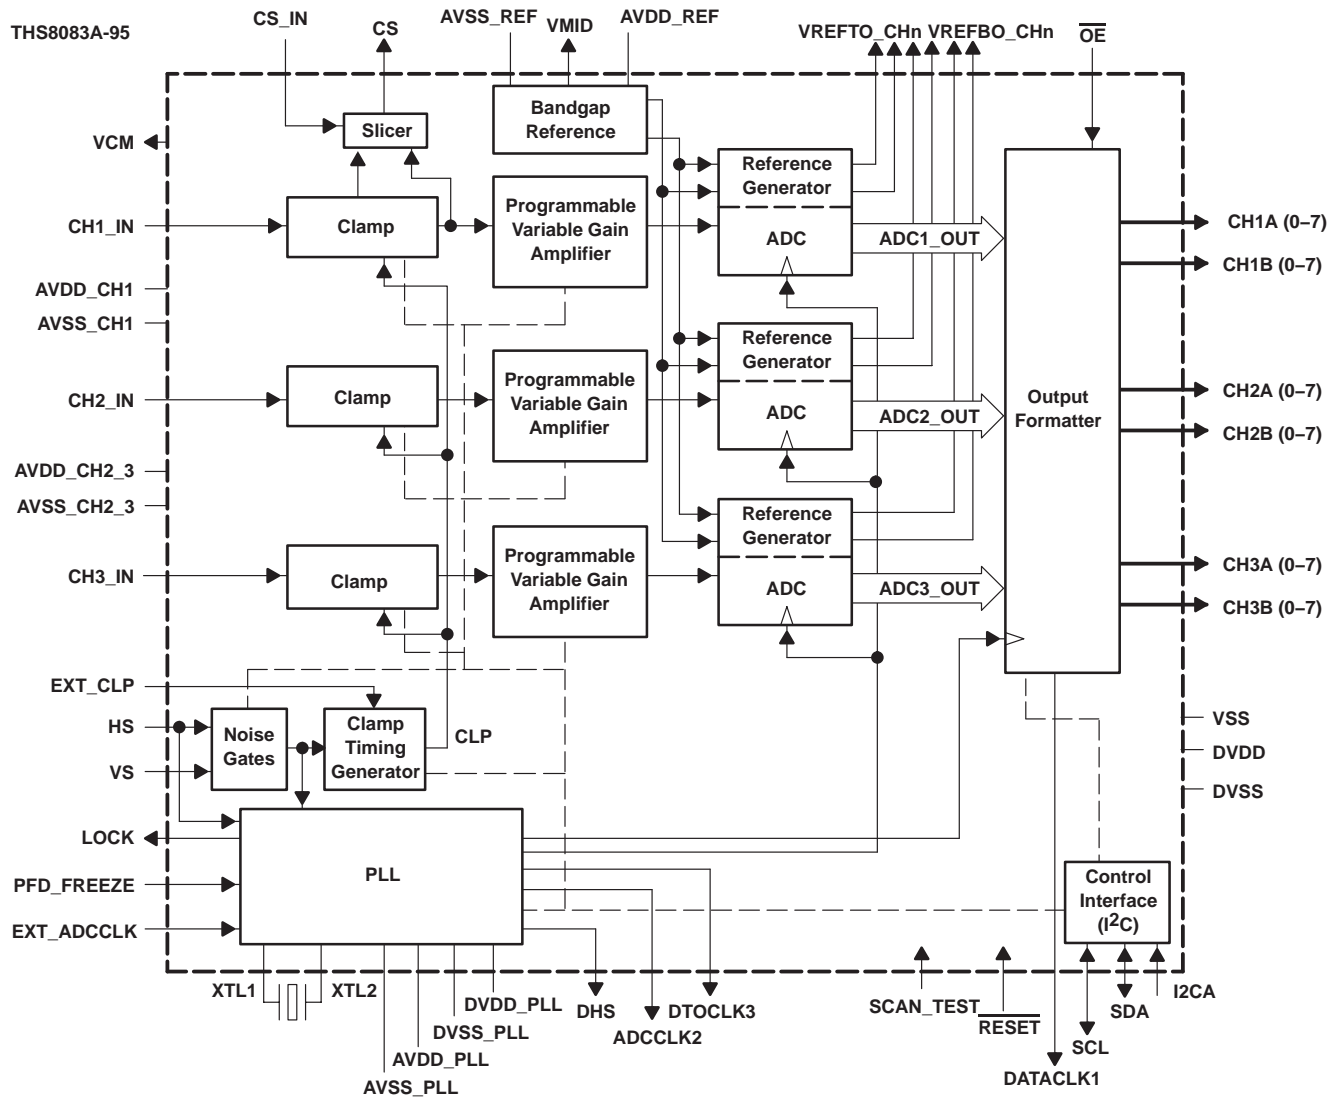 THS8083A-95
CS_IN
CS
AVSS_REF
VMID
AVDD_REF
VREFTO_CHn
VREFBO_CHn
OE
VCM
Slicer
Bandgap
Reference
CH1_IN
Clamp
Programmable
Variable Gain
Amplifier
Reference
Generator
ADC
ADC1_OUT
CH1A (0–7)
CH1B (0–7)
AVDD_CH1
AVSS_CH1
CH2_IN
Clamp
Programmable
Variable Gain
Amplifier
Reference
Generator
ADC
ADC2_OUT
Output
Formatter
CH2A (0–7)
CH2B (0–7)
AVDD_CH2_3
AVSS_CH2_3
CH3_IN
Clamp
Programmable
Variable Gain
Amplifier
Reference
Generator
ADC
ADC3_OUT
CH3A (0–7)
CH3B (0–7)
EXT_CLP
HS
VS
Noise
Gates
Clamp
Timing
Generator
CLP
VSS
DVDD
DVSS
LOCK
PFD_FREEZE
EXT_ADCCLK
PLL
Control
Interface
(I2C)
XTL1
XTL2
DVDD_PLL
DVSS_PLL
AVDD_PLL
AVSS_PLL
DHS
ADCCLK2
DTOCLK3
SCAN_TEST
RESET
SCL
SDA
I2CA
DATACLK1